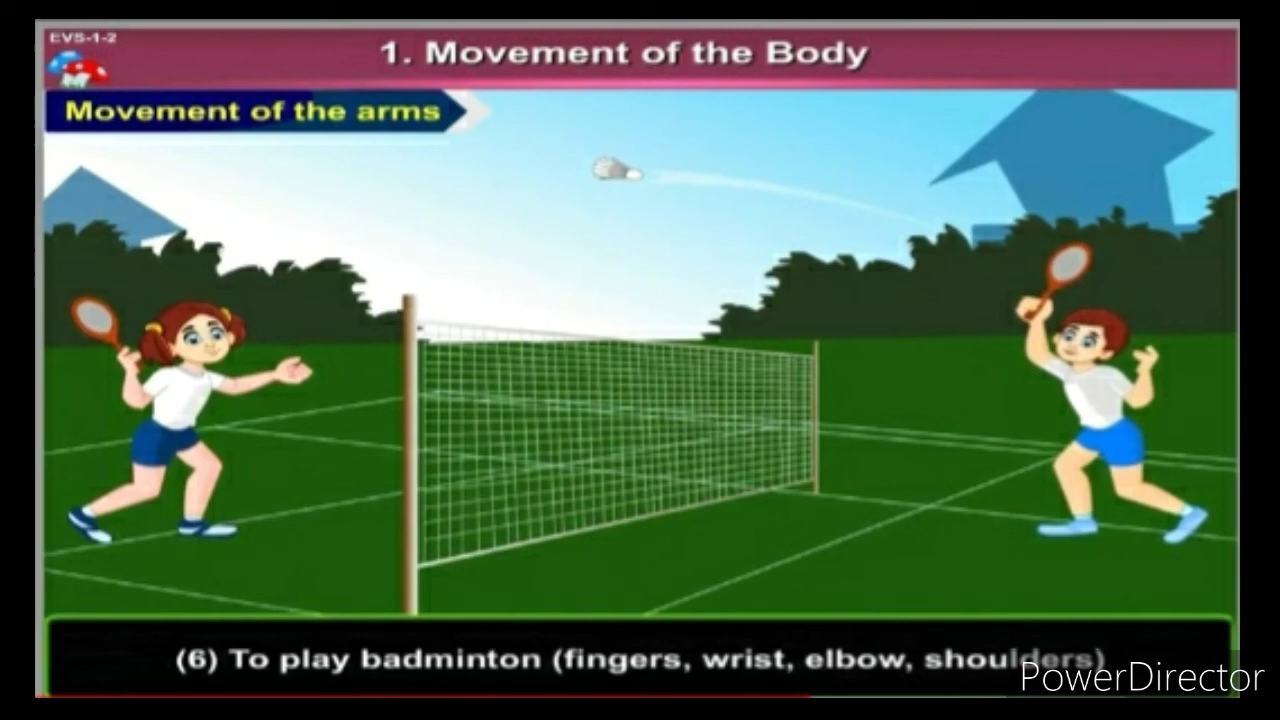 EVS-1-2
1. Movement of the Body
Movement of the arms
(6) To play badminton (fingers, wrist, elbow, shoulders)
PowerDirector